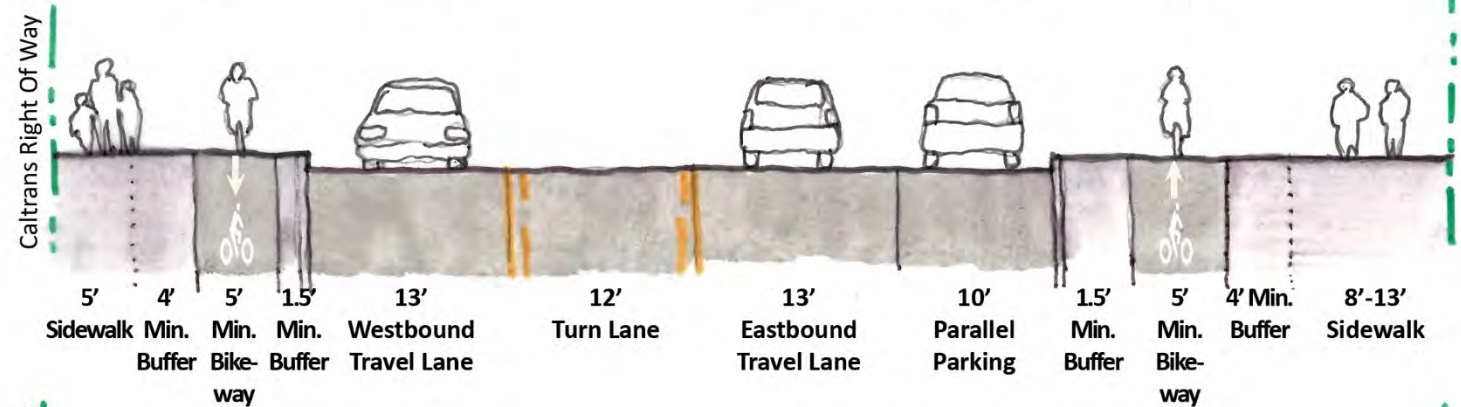 Caltrans Right Of Way
5’ 4’ 5’ 1.5’ 13’ 12’ 13’ 10’ 1.5’ 5’ 4’ Min. 8’-13’
Sidewalk Min. Min. Min. Westbound Turn Lane Eastbound Parallel Min. Min. Buffer Sidewalk
Buffer Bike- Buffer Travel Lane Travel Lane Parking Buffer Bike-
way way